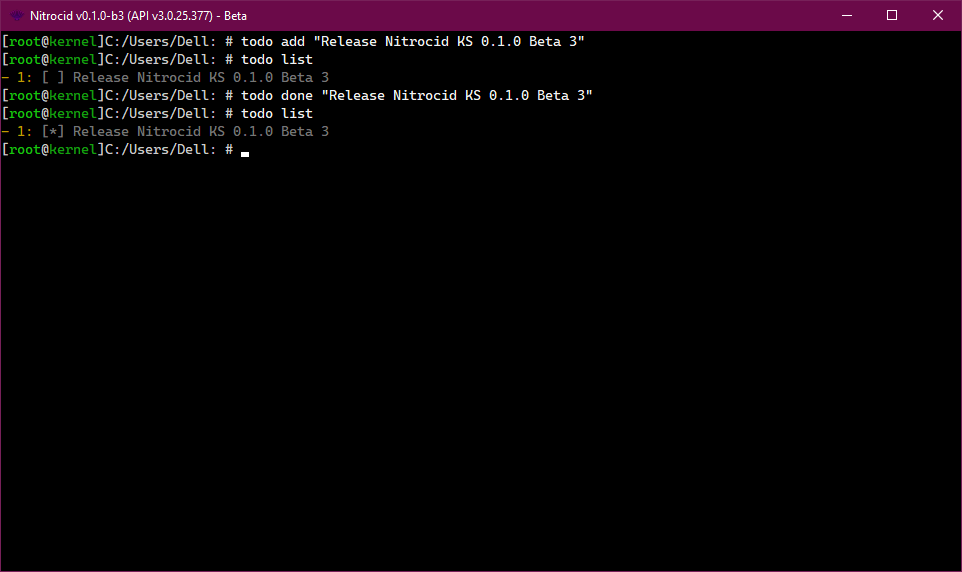 Nitrocid v0.1.0-b3 (API v3.0.25.377) - Beta
[root@kernel]C:/Users/Dell: # todo add "Release Nitrocid KS 0.1.0 Beta 3"
[root@kernel]C:/Users/Dell: # todo list
- 1: [ ] Release Nitrocid KS 0.1.0 Beta 3
[root@kernel]C:/Users/Dell: # todo done "Release Nitrocid KS 0.1.0 Beta 3"
[root@kernel]C:/Users/Dell: # todo list
- 1: [*] Release Nitrocid KS 0.1.0 Beta 3
[root@kernel]C:/Users/Dell: #